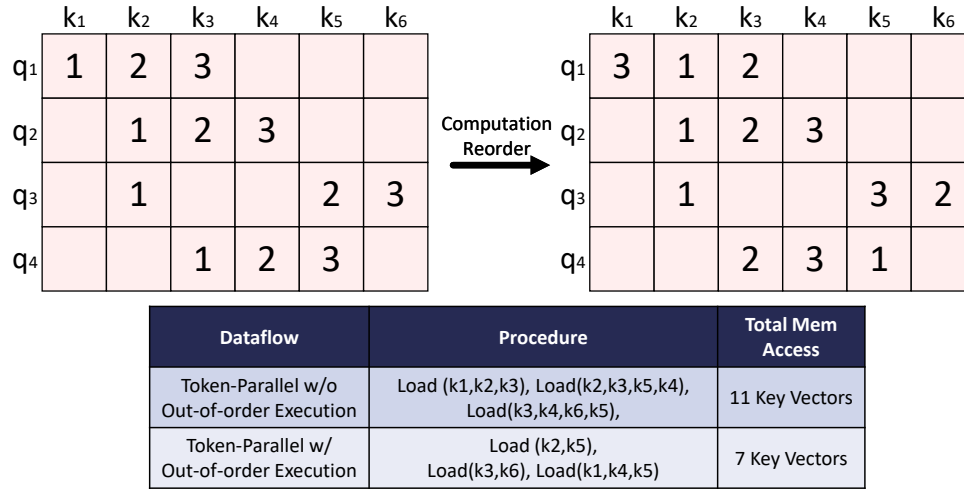 k₁ k₂ k₃ k₄ k₅ k₆
q₁ 1 2 3
q₂ 1 2 3
q₃ 1 2 3
q₄ 1 2 3
Computation
Reorder
k₁ k₂ k₃ k₄ k₅ k₆
q₁ 3 1 2
q₂ 1 2 3
q₃ 1 3 2
q₄ 2 3 1
Dataflow
Procedure
Total Mem
Access
Token-Parallel w/o
Out-of-order Execution
Load (k1,k2,k3), Load(k2,k3,k5,k4),
Load(k3,k4,k6,k5),
11 Key Vectors
Token-Parallel w/
Out-of-order Execution
Load (k2,k5),
Load(k3,k6), Load(k1,k4,k5)
7 Key Vectors